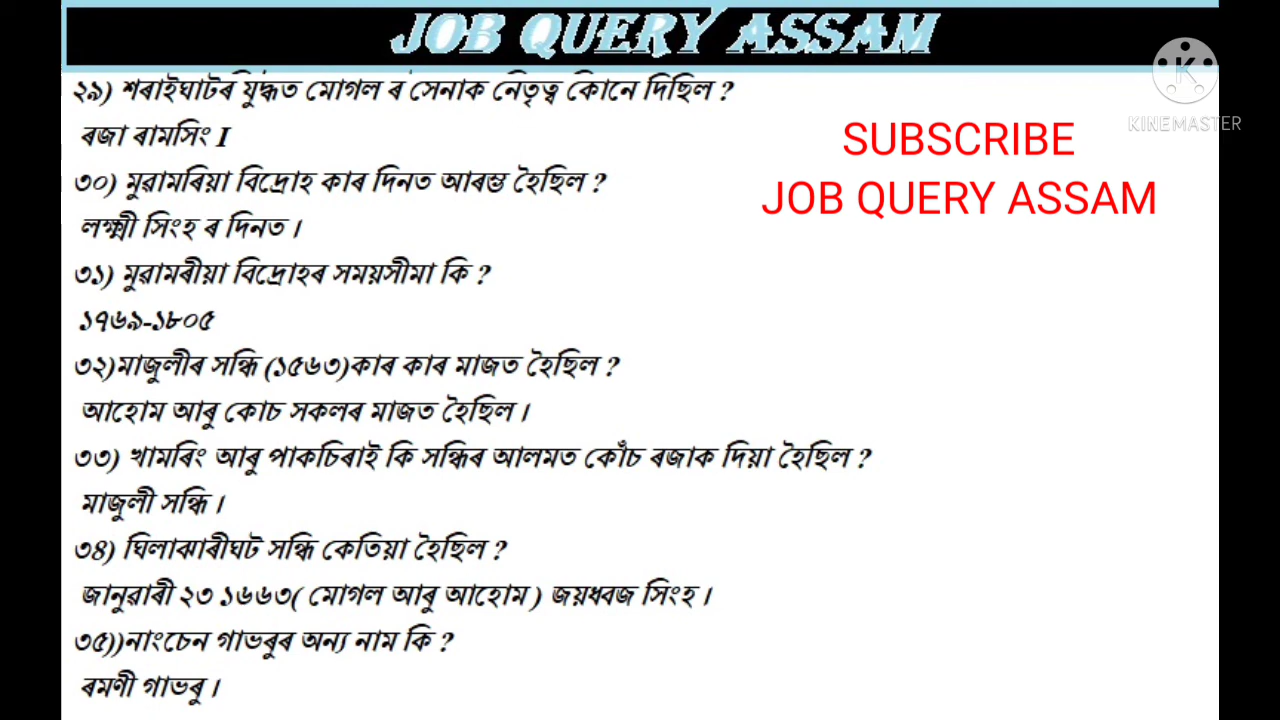 JOB QUERY ASSAM
২৯) শৰাইঘাটৰ যুদ্ধত মোগল ৰ সেনাক নেতৃত্ব কোনে দিছিল ?
ৰজা ৰামসিং I
৩০) মুৱামৰিয়া বিদ্ৰোহ কাৰ দিনত আৰম্ভ হৈছিল ?
লক্ষ্মী সিংহ ৰ দিনত ।
৩১) মুৱামৰীয়া বিদ্ৰোহৰ সময়সীমা কি ?
১৭৬৯-১৮০৫
৩২)মাজুলীৰ সন্ধি (১৫৬৩)কাৰ কাৰ মাজত হৈছিল ?
আহোম আৰু কোচ সকলৰ মাজত হৈছিল ।
৩৩) খামৰিং আৰু পাকচিৰাই কি সন্ধিৰ আলমত কোঁচ ৰজাক দিয়া হৈছিল ?
মাজুলী সন্ধি ।
৩৪) ঘিলাঝাৰীঘট সন্ধি কেতিয়া হৈছিল ?
জানুৱাৰী ২৩ ১৬৬৩( মোগল আৰু আহোম ) জয়ধ্বজ সিংহ ।
৩৫))নাংচেন গাভৰুৰ অন্য নাম কি ?
ৰমণী গাভৰু ।
SUBSCRIBE
JOB QUERY ASSAM
K
KINEMASTER